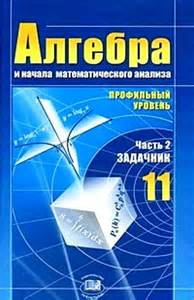 Алгебра
и начала математического анализа
ПРОФИЛЬНЫЙ
УРОВЕНЬ
Часть 2
ЗАДАЧНИК
11